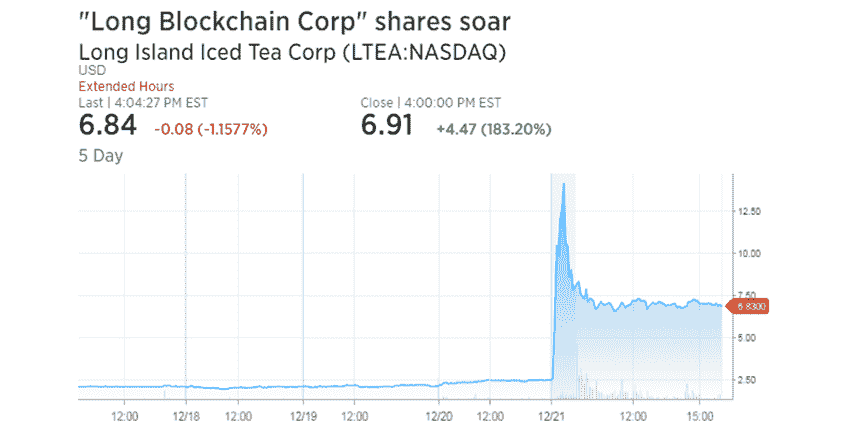 "Long Blockchain Corp" shares soar
Long Island Iced Tea Corp (LTEA:NASDAQ)
USD
Extended Hours
Last | 4:04:27 PM EST
6.84 -0.08 (-1.1577%)
Close | 4:00:00 PM EST
6.91 +4.47 (183.20%)
5 Day
12.50
10.00
7.50
6.8300
5.00
2.50
12:00 12/18 12:00 12/19 12:00 12/20 12:00 12/21 12:00 15:00